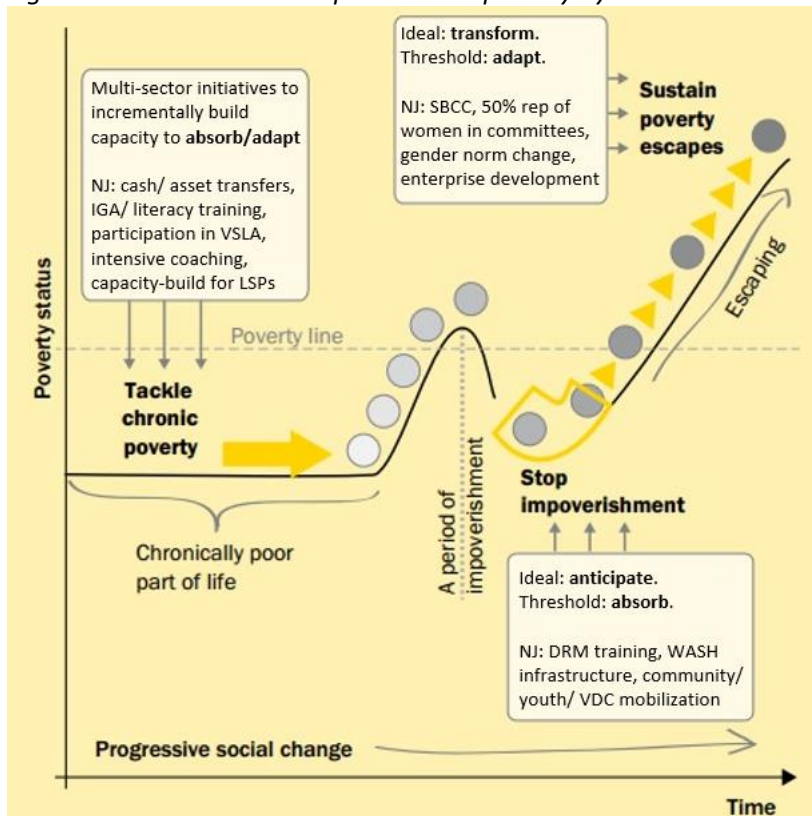 Ideal: transform.
Threshold: adapt.
NJ: SBCC, 50% rep of
women in committees,
gender norm change,
enterprise development
Sustain
poverty
escapes
Multi-sector initiatives to
incrementally build
capacity to absorb/adapt
NJ: cash/ asset transfers,
IGA/ literacy training,
participation in VSLA,
intensive coaching,
capacity-build for LSPs
Poverty status
Poverty line
Escaping
Tackle
chronic
poverty
Chronically poor
part of life
A period of
impoverishment
Stop
impoverishment
Ideal: anticipate.
Threshold: absorb.
NJ: DRM training, WASH
infrastructure, community/
youth/ VDC mobilization
Progressive social change
Time